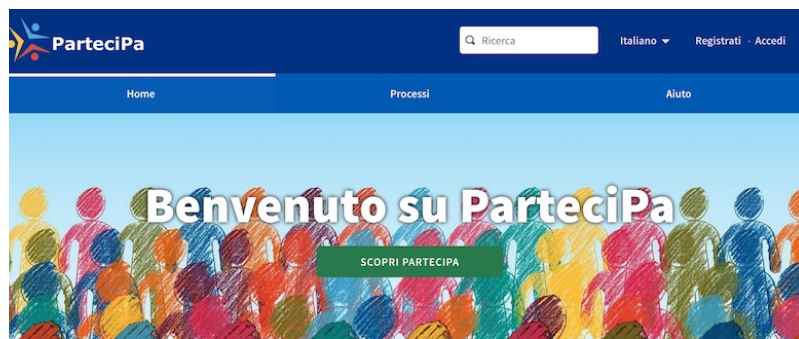 ParteciPa
Ricerca
Italiano
Registrati · Accedi
Home
Processi
Aiuto
Benvenuto su ParteciPa
SCOPRI PARTECIPA